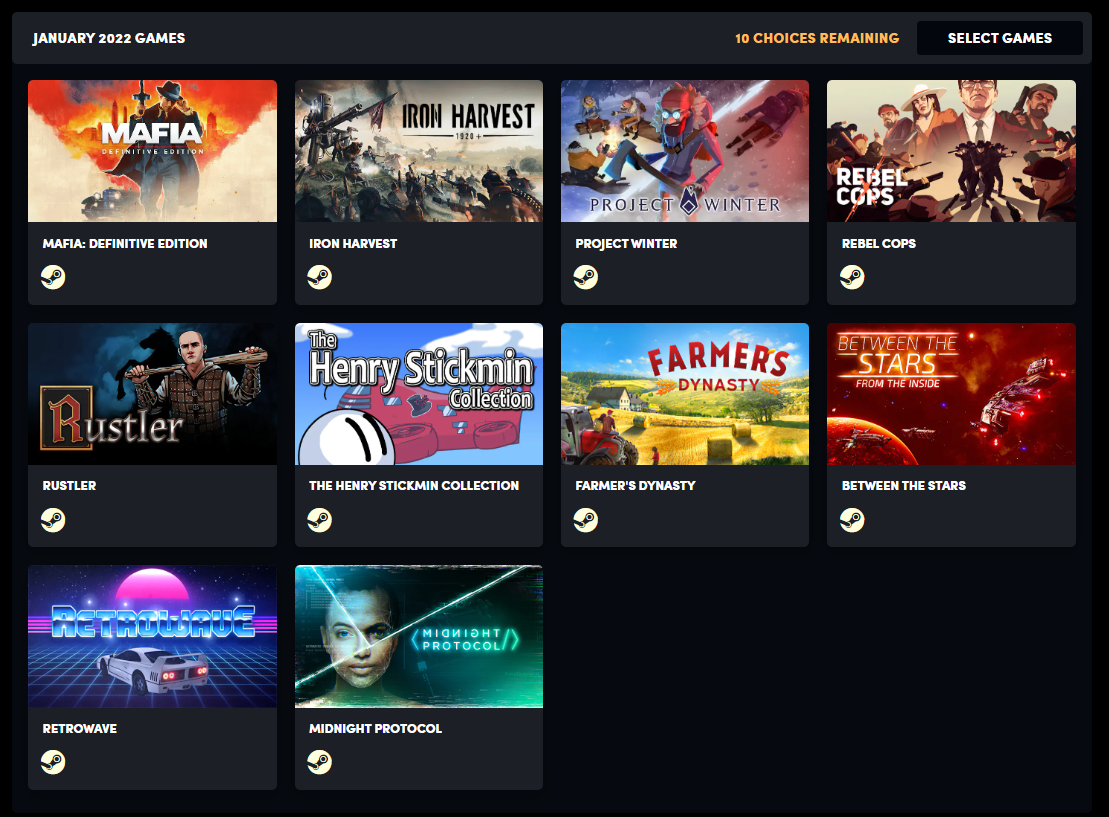 JANUARY 2022 GAMES
10 CHOICES REMAINING
SELECT GAMES
MAFIA
DEFINITIVE EDITION
IRON HARVEST
1920+
PROJECT WINTER
REBEL
COPS
MAFIA: DEFINITIVE EDITION
IRON HARVEST
PROJECT WINTER
REBEL COPS
Rustler
The
Henry Stickmin
Collection
FARMER'S
DYNASTY
BETWEEN THE
STARS
FROM THE INSIDE
RUSTLER
THE HENRY STICKMIN COLLECTION
FARMER'S DYNASTY
BETWEEN THE STARS
RETROWAVE
MIDNIGHT
PROTOCOL
RETROWAVE
MIDNIGHT PROTOCOL